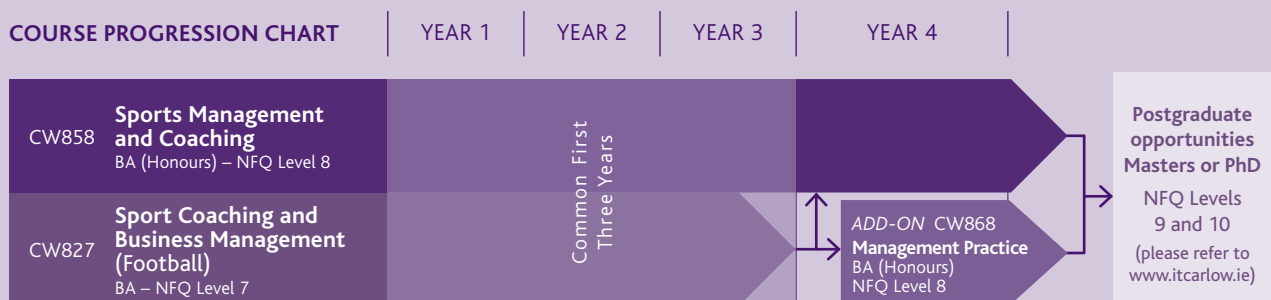 COURSE PROGRESSION CHART
YEAR 1
YEAR 2
YEAR 3
YEAR 4
CW858
Sports Management
and Coaching
BA (Honours) – NFQ Level 8
CW827
Sport Coaching and
Business Management
(Football)
BA – NFQ Level 7
Common First
Three Years
ADD-ON CW868
Management Practice
BA (Honours)
NFQ Level 8
Postgraduate
opportunities
Masters or PhD
NFQ Levels
9 and 10
(please refer to
www.itcarlow.ie)